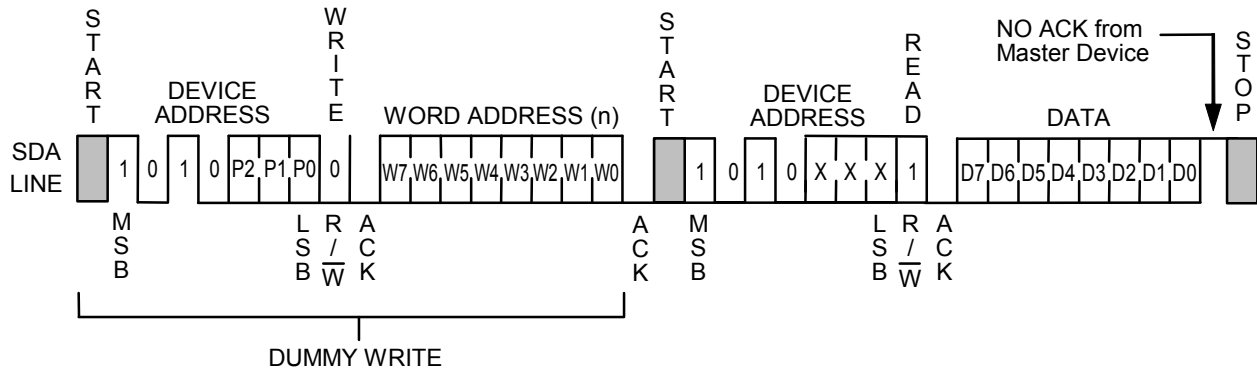 START
WRITE
START
READ
NO ACK from
Master Device
STOP
DEVICE
ADDRESS
WORD ADDRESS (n)
DEVICE
ADDRESS
DATA
SDA
LINE
1 0 1 0 P2 P1 P0 0 W7 W6 W5 W4 W3 W2 W1 W0 1 0 1 0 X X X 1 D7 D6 D5 D4 D3 D2 D1 D0
MSB
LSB
R/W
ACK
ACK
MSB
LSB
R/W
ACK
DUMMY WRITE